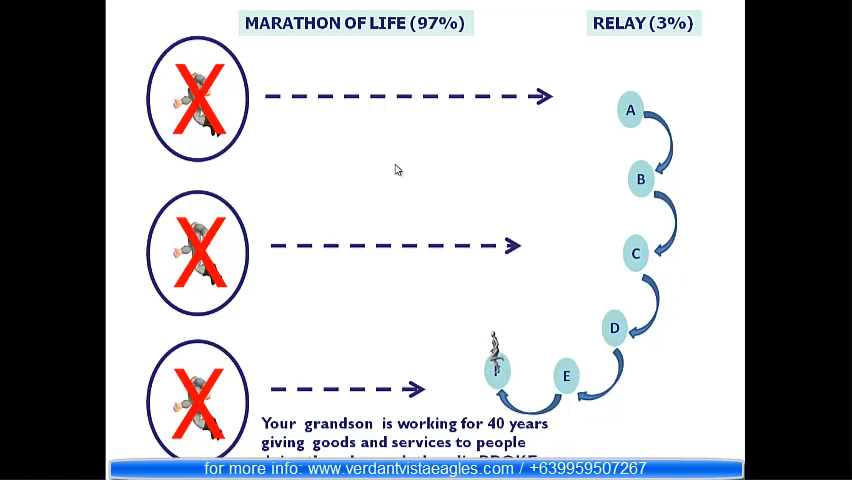 MARATHON OF LIFE (97%)
RELAY (3%)
A
B
C
D
E
Your grandson is working for 40 years
giving goods and services to people
BROKE
for more info: www.verdantvistaeagles.com / +639959507267